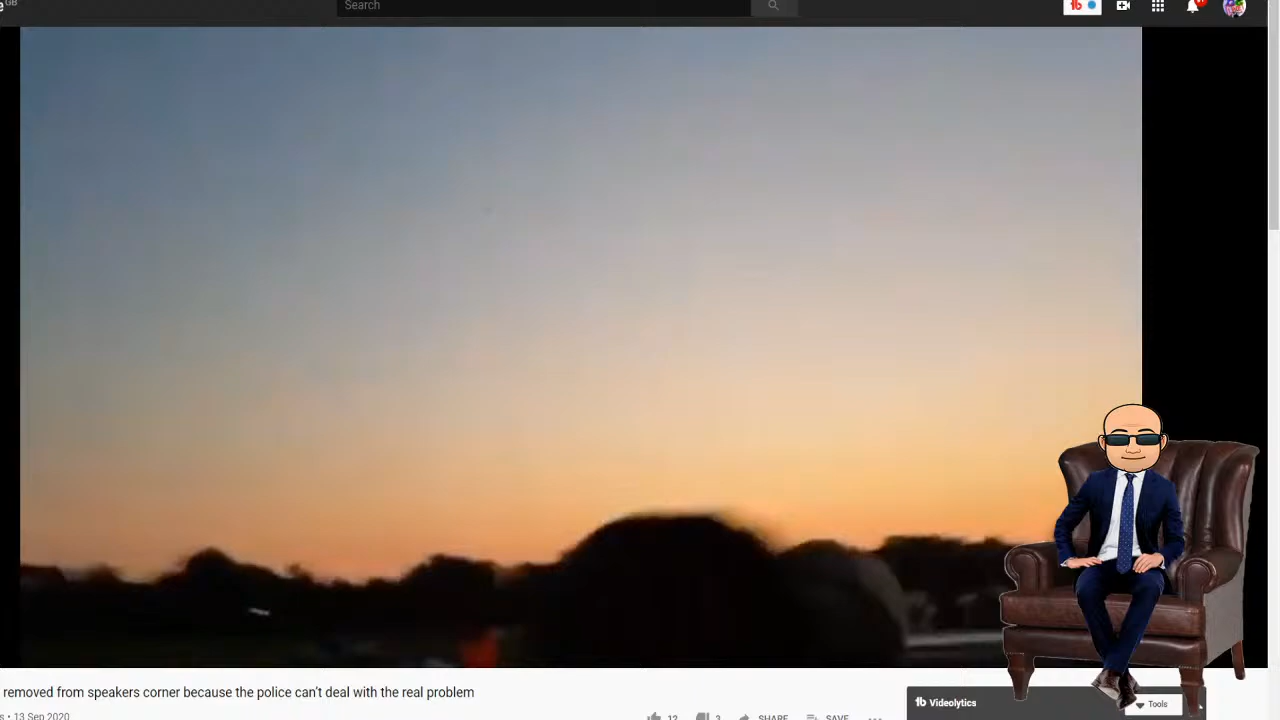 GB
Search
removed from speakers corner because the police can't deal with the real problem
13 Sep 2020
12
3
SHARE
SAVE
Videolytics
Tools